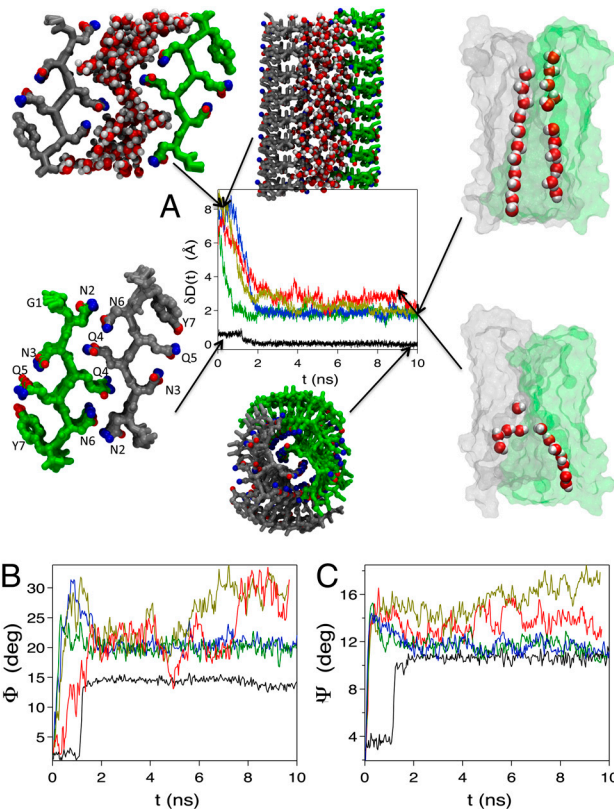 A
8
6
4
2
0
δD(t) (Å)
0 2 4 6 8 10
t (ns)
G1
N2
N6
Y7
Q4
N3
Q5
Q4
Q5
N3
Y7
N6
N2
B
30
25
20
15
10
5
Φ (deg)
0 2 4 6 8 10
t (ns)
C
16
12
8
4
Ψ (deg)
0 2 4 6 8 10
t (ns)